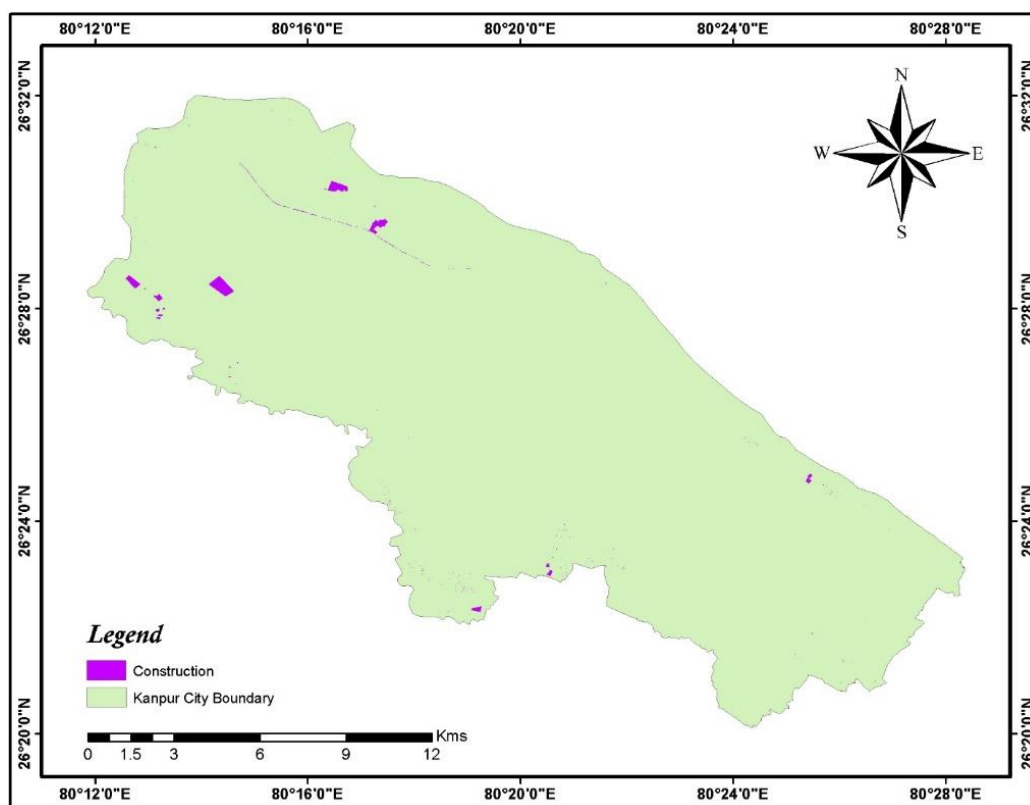 80°12'0"E 80°16'0"E 80°20'0"E 80°24'0"E 80°28'0"E
26°32'0"N 26°32'0"N
N
W E
S
26°28'0"N 26°28'0"N
26°24'0"N 26°24'0"N
Legend
Construction
Kanpur City Boundary
26°20'0"N 26°20'0"N
Kms
0 1.5 3 6 9 12
80°12'0"E 80°16'0"E 80°20'0"E 80°24'0"E 80°28'0"E